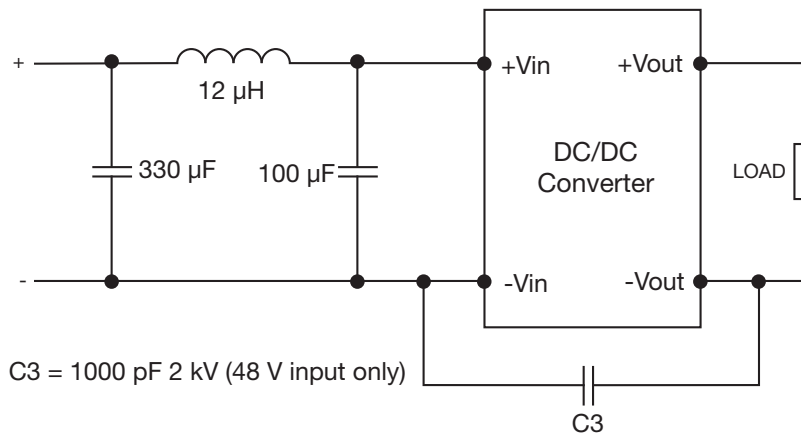 +
12 µH
330 µF
100 µF
+Vin
+Vout
DC/DC
Converter
LOAD
-
-Vin
-Vout
C3 = 1000 pF 2 kV (48 V input only)
C3